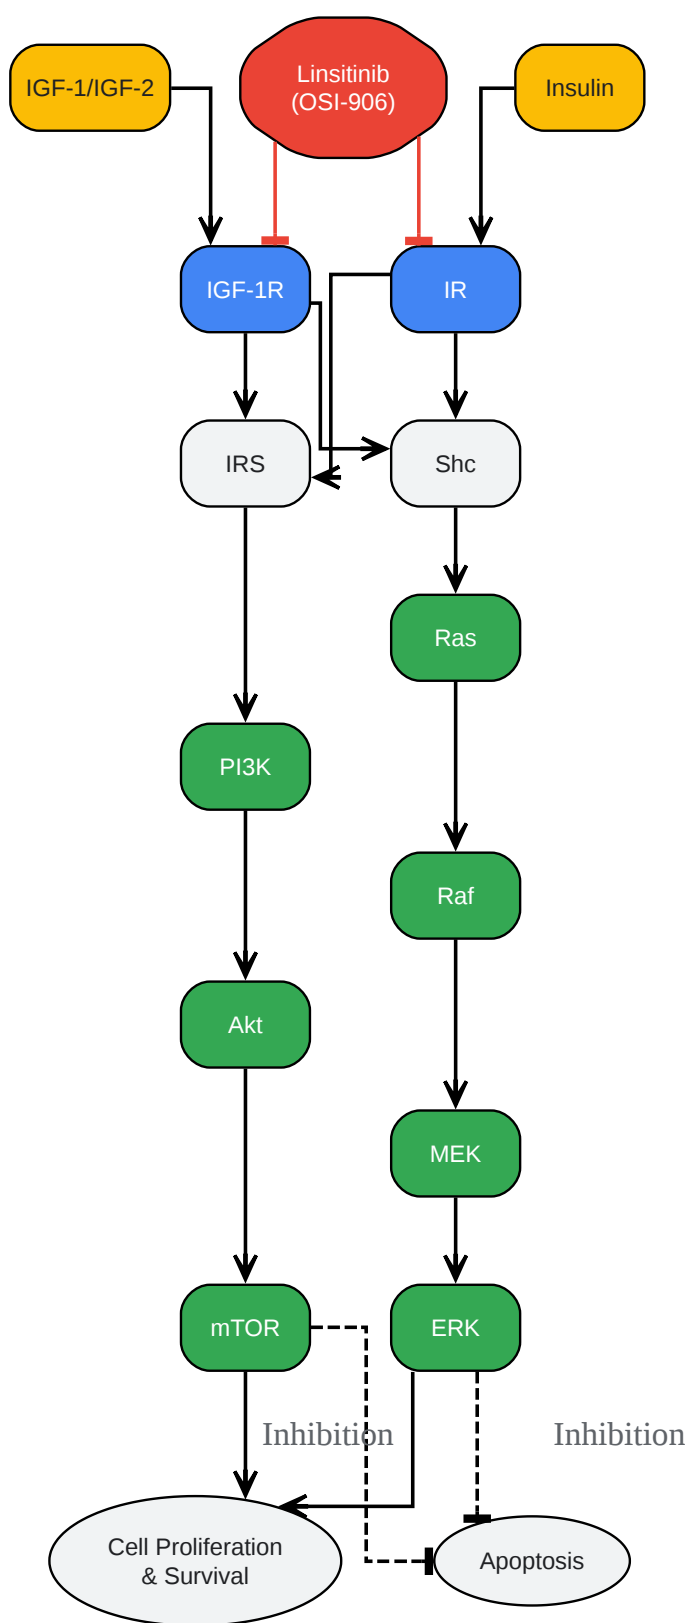 IGF-1/IGF-2
Linsitinib
(OSI-906)
Insulin
IGF-1R
IR
IRS
Shc
Ras
PI3K
Raf
Akt
MEK
mTOR
ERK
Inhibition
Inhibition
Cell Proliferation
& Survival
Apoptosis